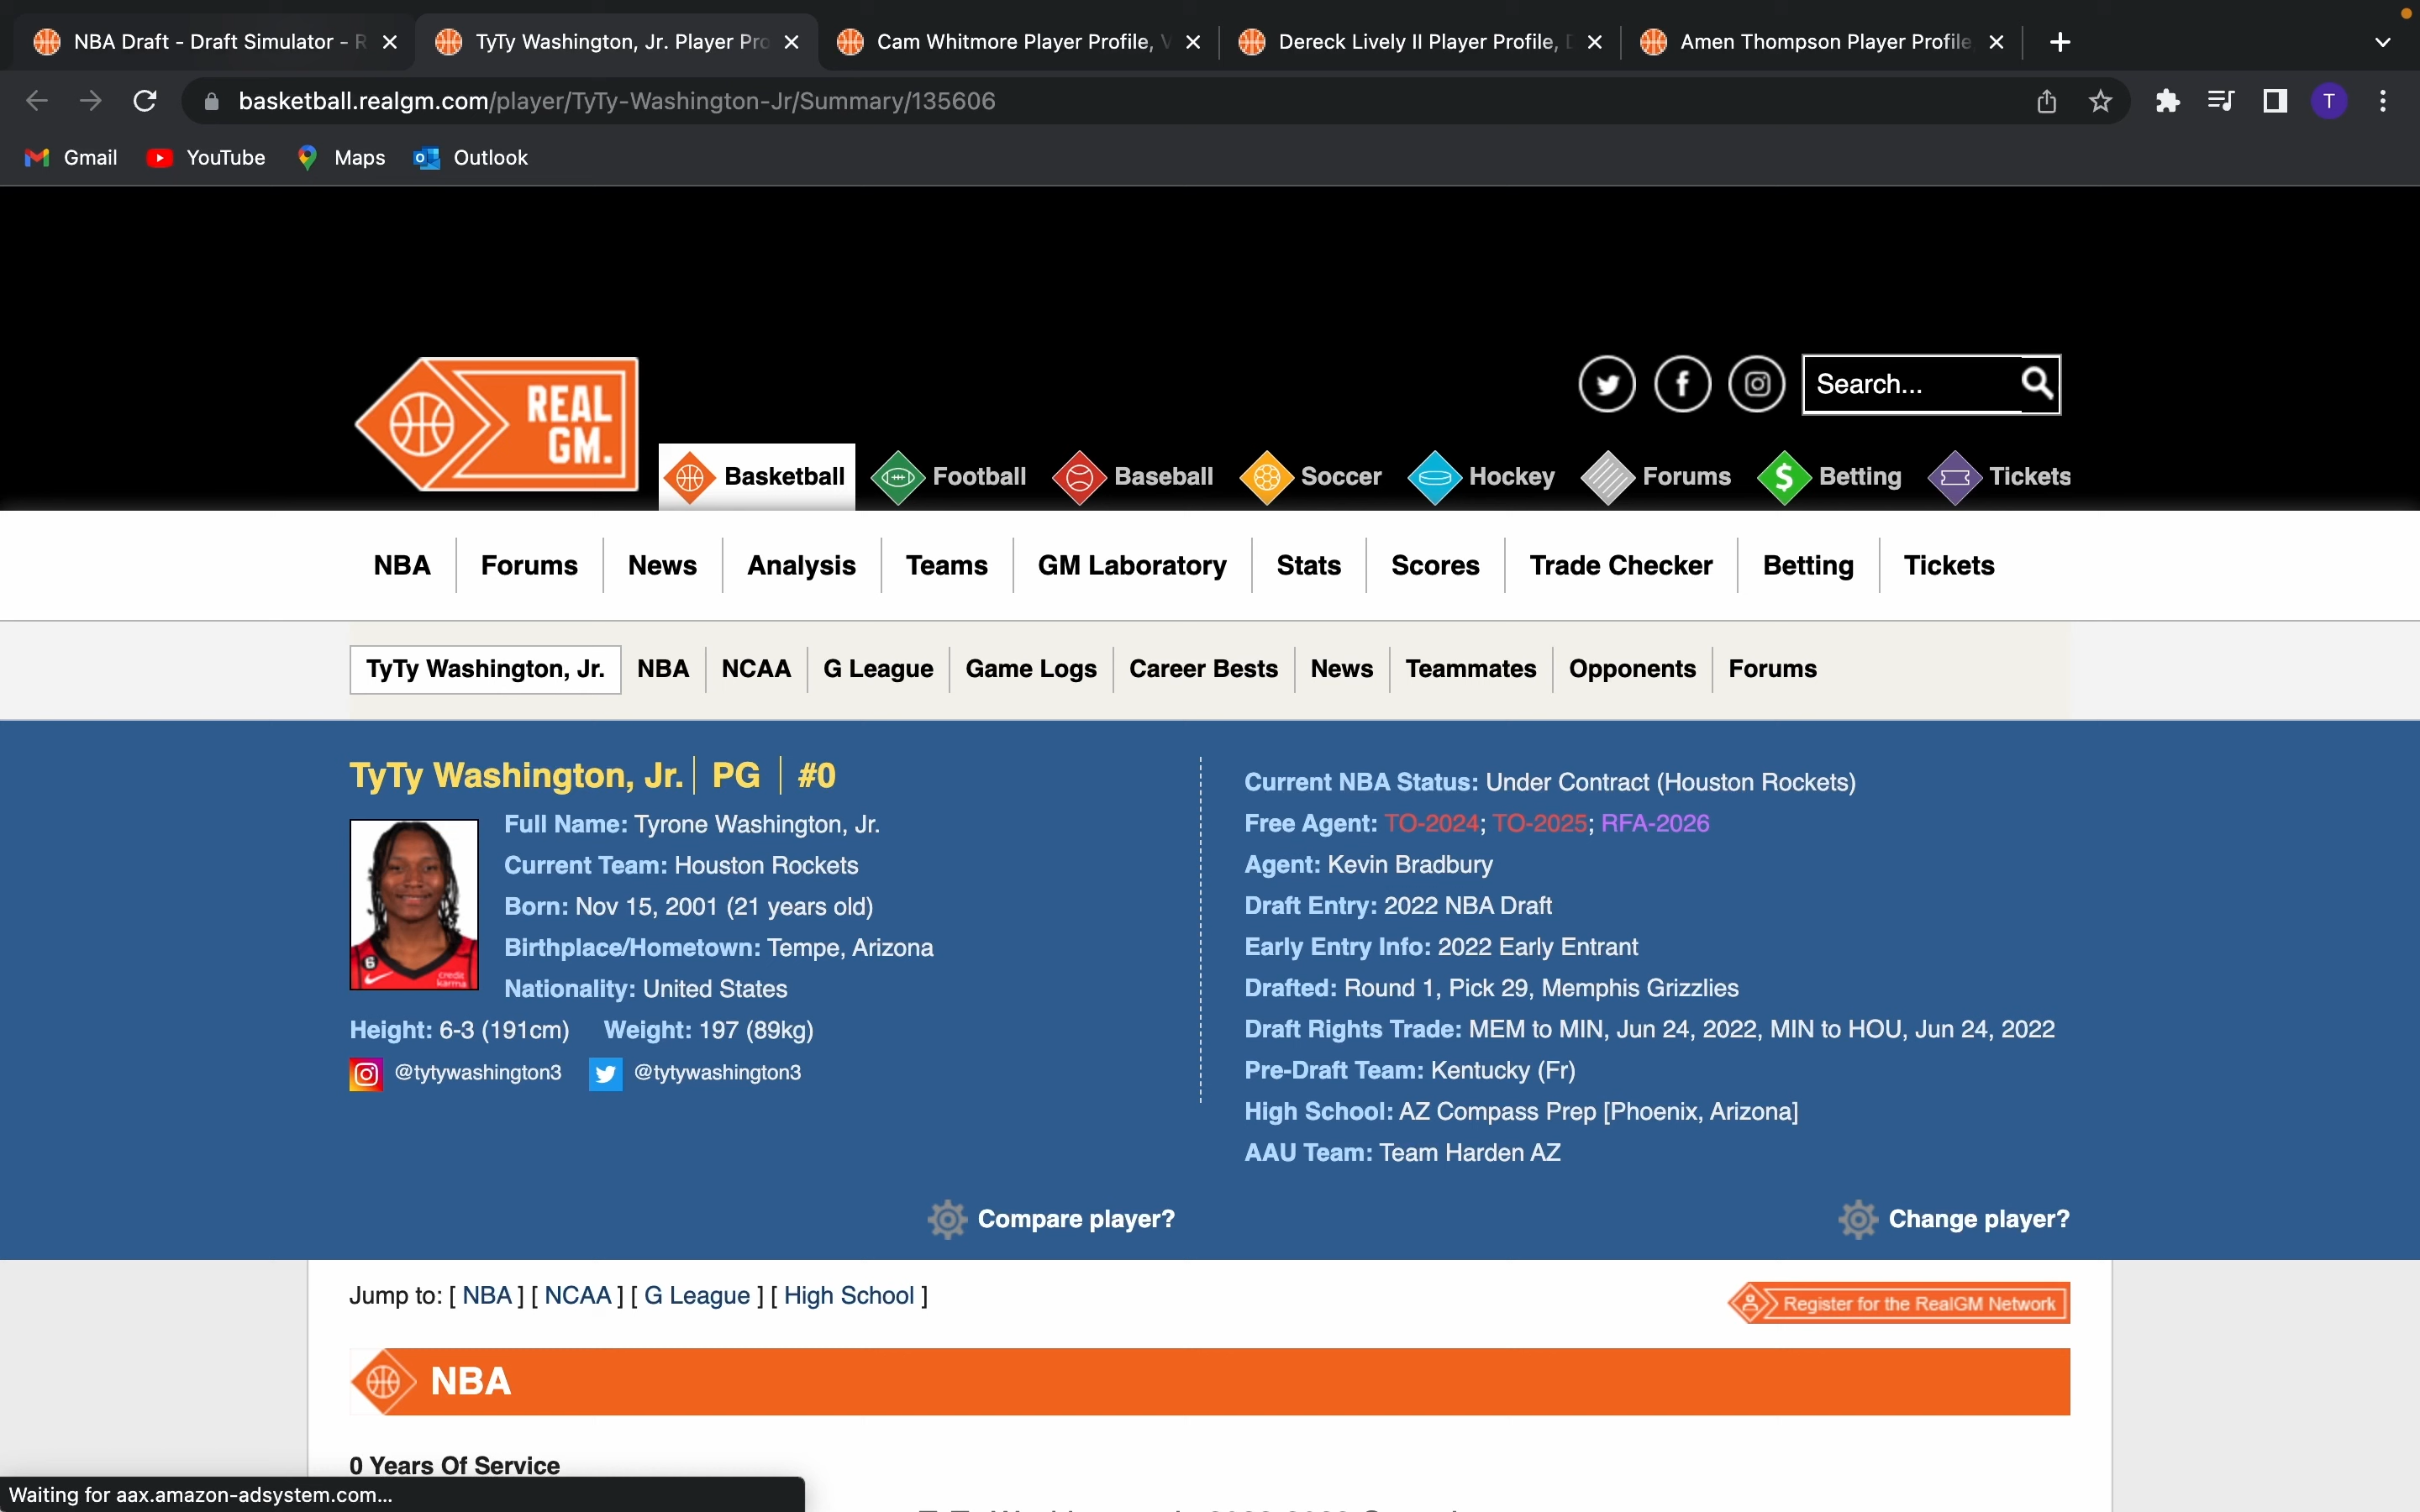 NBA Draft - Draft Simulator - R
TyTy Washington, Jr. Player Pro
Cam Whitmore Player Profile, V
Dereck Lively II Player Profile, D
Amen Thompson Player Profile
basketball.realgm.com/player/TyTy-Washington-Jr/Summary/135606
T
Gmail
YouTube
Maps
Outlook
REAL
GM.
Search...
Basketball
Football
Baseball
Soccer
Hockey
Forums
Betting
Tickets
NBA
Forums
News
Analysis
Teams
GM Laboratory
Stats
Scores
Trade Checker
Betting
Tickets
TyTy Washington, Jr.
NBA
NCAA
G League
Game Logs
Career Bests
News
Teammates
Opponents
Forums
TyTy Washington, Jr. | PG | #0
Full Name: Tyrone Washington, Jr.
Current Team: Houston Rockets
Born: Nov 15, 2001 (21 years old)
Birthplace/Hometown: Tempe, Arizona
Nationality: United States
6
credit
karma
Height: 6-3 (191cm) Weight: 197 (89kg)
@tytywashington3 @tytywashington3
Current NBA Status: Under Contract (Houston Rockets)
Free Agent: TO-2024; TO-2025; RFA-2026
Agent: Kevin Bradbury
Draft Entry: 2022 NBA Draft
Early Entry Info: 2022 Early Entrant
Drafted: Round 1, Pick 29, Memphis Grizzlies
Draft Rights Trade: MEM to MIN, Jun 24, 2022, MIN to HOU, Jun 24, 2022
Pre-Draft Team: Kentucky (Fr)
High School: AZ Compass Prep [Phoenix, Arizona]
AAU Team: Team Harden AZ
Compare player?
Change player?
Jump to: [ NBA ] [ NCAA ] [ G League ] [ High School ]
Register for the RealGM Network
NBA
0 Years Of Service
Waiting for aax.amazon-adsystem.com...